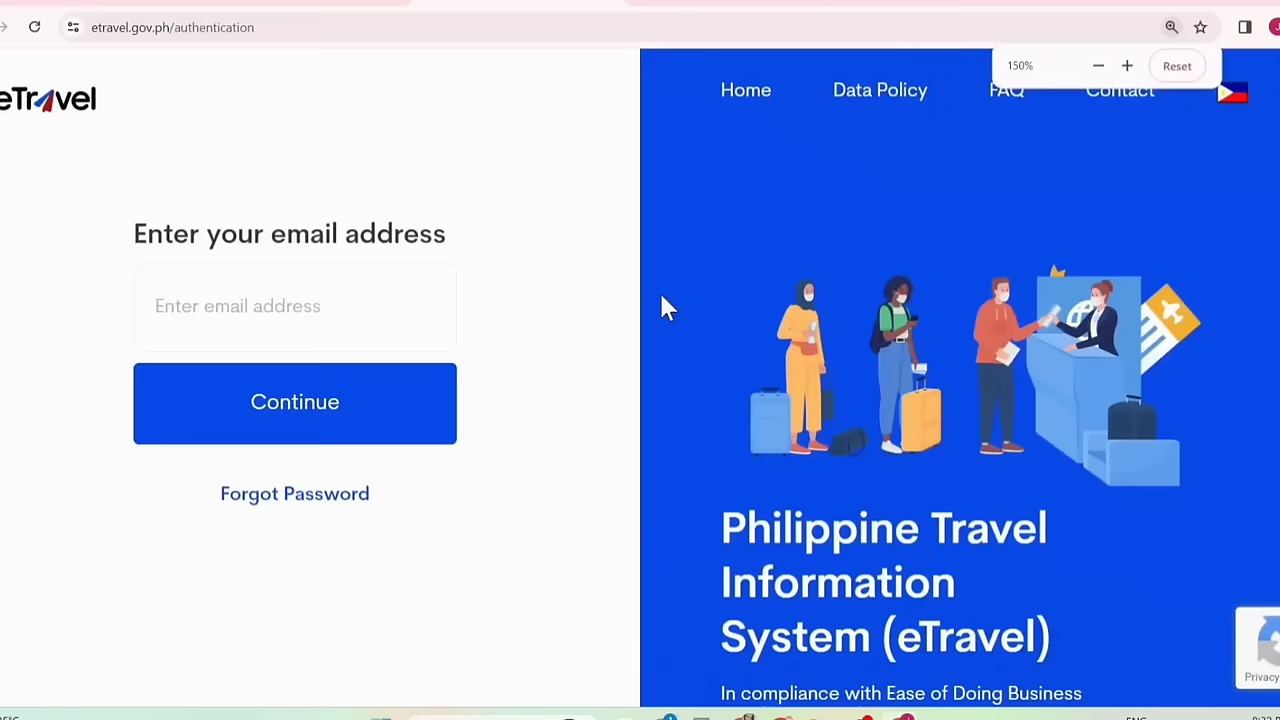 etravel.gov.ph/authentication
150%
Reset
eTravel
Home
Data Policy
FAQ
Contact
Enter your email address
Enter email address
Continue
Forgot Password
Philippine Travel
Information
System (eTravel)
In compliance with Ease of Doing Business
Privacy
ENG